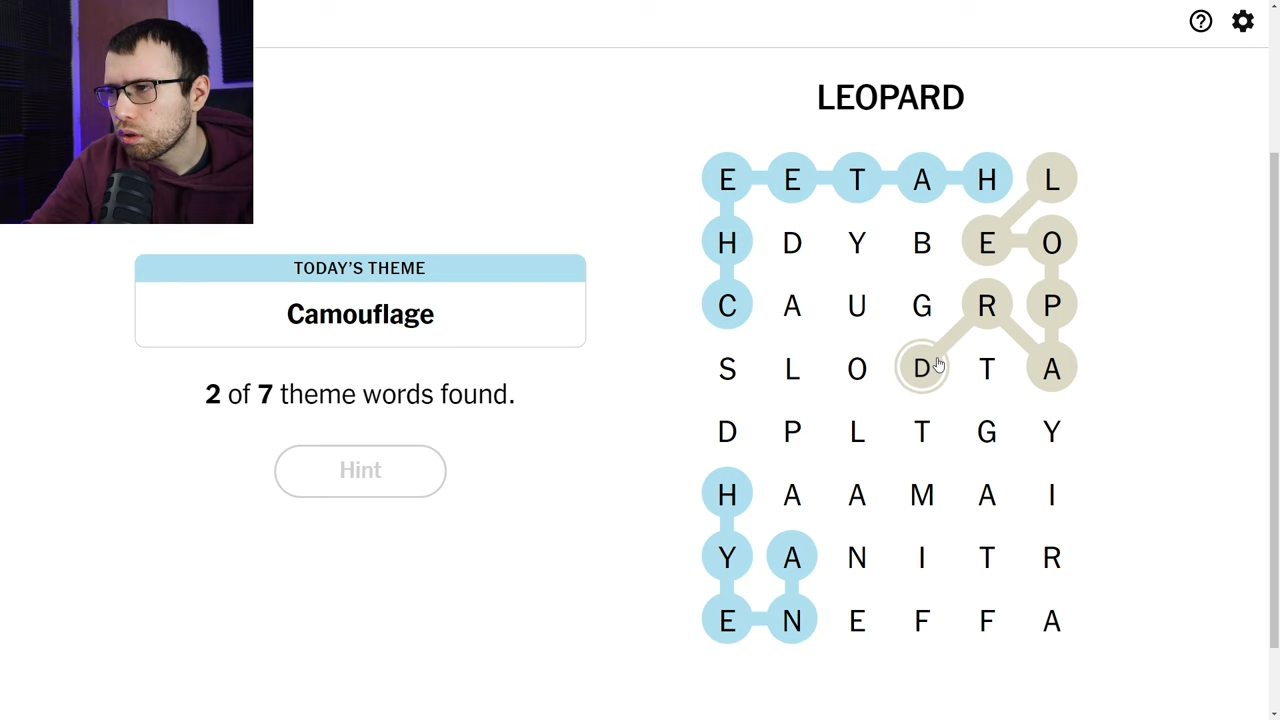 LEOPARD
TODAY'S THEME
Camouflage
2 of 7 theme words found.
Hint
E E T A H L
H D Y B E O
C A U G R P
S L O D T A
D P L T G Y
H A A M A I
Y A N I T R
E N E F F A